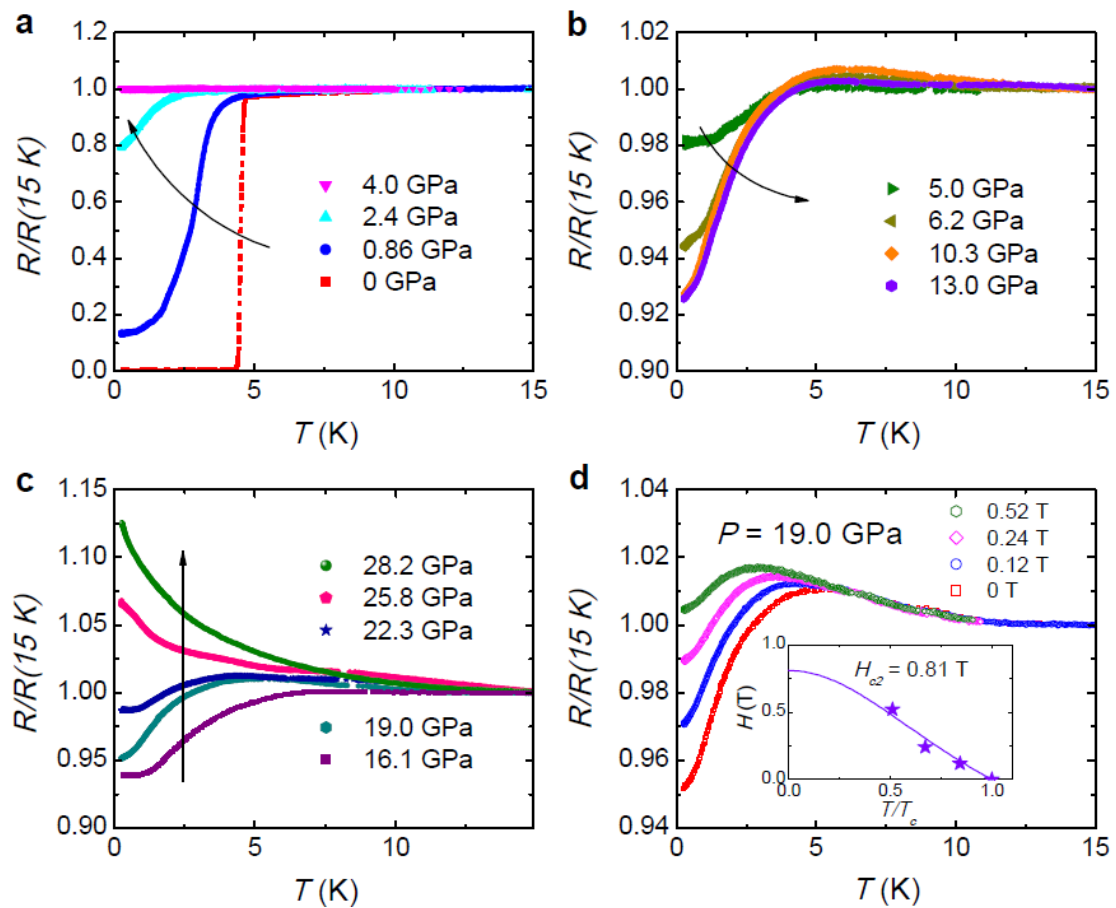 a
1.2
1.0
0.8
0.6
0.4
0.2
0.0
R/R(15 K)
4.0 GPa
2.4 GPa
0.86 GPa
0 GPa
0 5 10 15
T (K)
b
1.02
1.00
0.98
0.96
0.94
0.92
0.90
R/R(15 K)
5.0 GPa
6.2 GPa
10.3 GPa
13.0 GPa
0 5 10 15
T (K)
c
1.15
1.10
1.05
1.00
0.95
0.90
R/R(15 K)
28.2 GPa
25.8 GPa
22.3 GPa
19.0 GPa
16.1 GPa
0 5 10
T (K)
d
1.04
1.02
1.00
0.98
0.96
0.94
R/R(15 K)
P = 19.0 GPa
0.52 T
0.24 T
0.12 T
0 T
1.0
0.5
0.0
H (T)
Hc2 = 0.81 T
0.0 0.5 1.0
T/Tc
0 5 10 15
T (K)